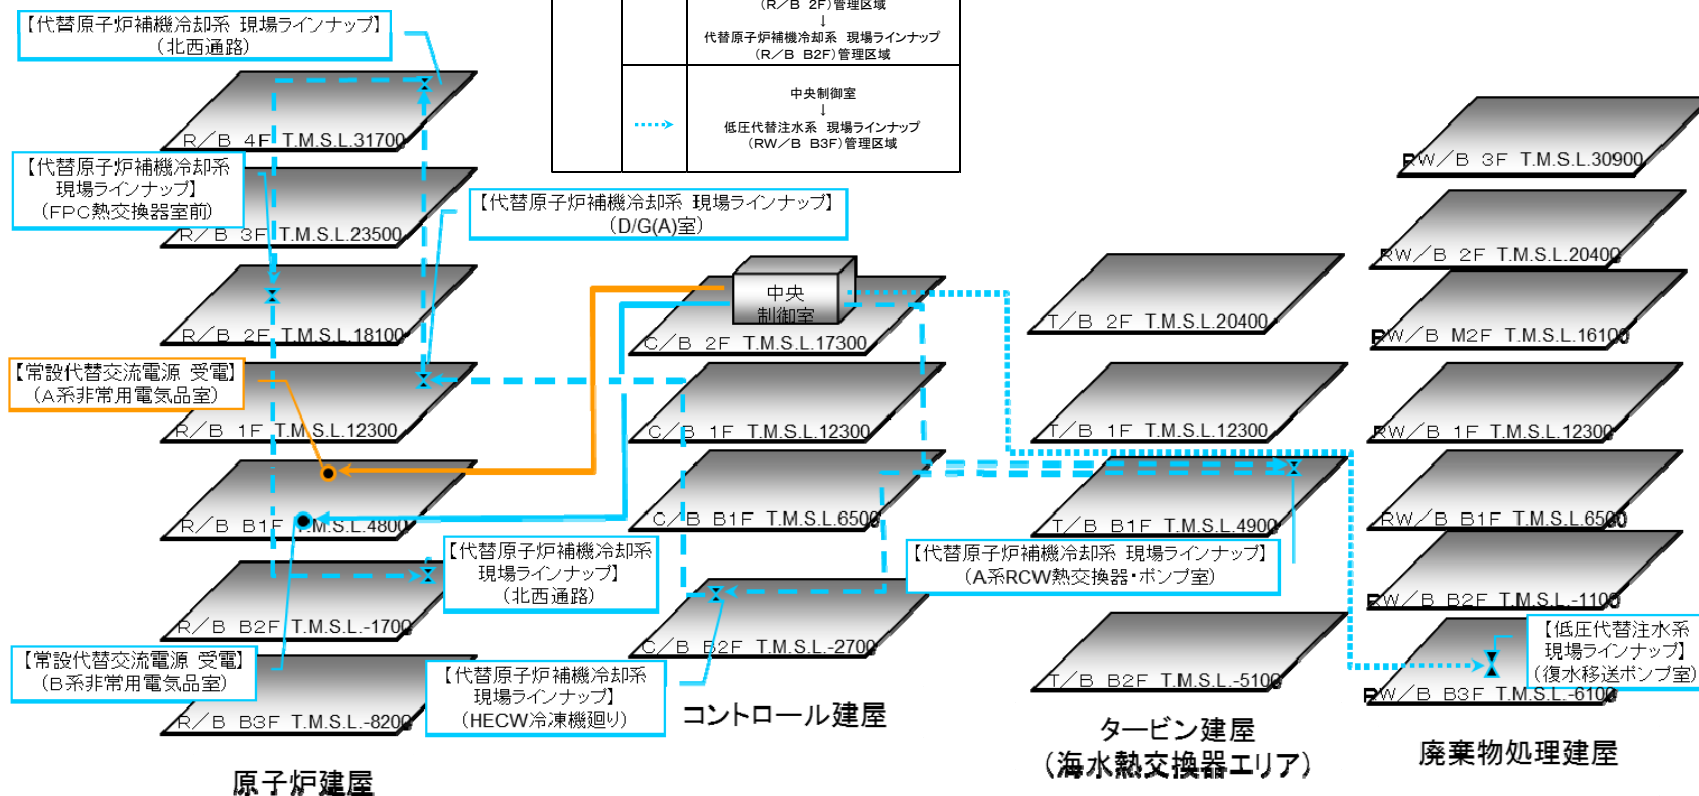 (R／B 2F)管理区域
↓
代替原子炉補機冷却系 現場ラインナップ
(R／B B2F)管理区域
中央制御室
↓
低圧代替注水系 現場ラインナップ
(RW／B B3F)管理区域
【代替原子炉補機冷却系 現場ラインナップ】
(北西通路)
R／B 4F T.M.S.L.31700
【代替原子炉補機冷却系
現場ラインナップ】
(FPC熱交換器室前)
R／B 3F T.M.S.L.23500
【代替原子炉補機冷却系 現場ラインナップ】
(D/G(A)室)
R／B 2F T.M.S.L.18100
【常設代替交流電源 受電】
(A系非常用電気品室)
R／B 1F T.M.S.L.12300
R／B B1F T.M.S.L.4800
【代替原子炉補機冷却系
現場ラインナップ】
(北西通路)
R／B B2F T.M.S.L.-1700
【常設代替交流電源 受電】
(B系非常用電気品室)
R／B B3F T.M.S.L.-8200
原子炉建屋
中央
制御室
C／B 2F T.M.S.L.17300
C／B 1F T.M.S.L.12300
C／B B1F T.M.S.L.6500
C／B B2F T.M.S.L.-2700
【代替原子炉補機冷却系
現場ラインナップ】
(HECW冷凍機廻り)
コントロール建屋
T／B 2F T.M.S.L.20400
T／B 1F T.M.S.L.12300
T／B B1F T.M.S.L.4900
【代替原子炉補機冷却系 現場ラインナップ】
(A系RCW熱交換器・ポンプ室)
T／B B2F T.M.S.L.-5100
タービン建屋
(海水熱交換器エリア)
RW／B 3F T.M.S.L.30900
RW／B 2F T.M.S.L.20400
RW／B M2F T.M.S.L.16100
RW／B 1F T.M.S.L.12300
RW／B B1F T.M.S.L.6500
RW／B B2F T.M.S.L.-1100
【低圧代替注水系
現場ラインナップ】
(復水移送ポンプ室)
RW／B B3F T.M.S.L.-6100
廃棄物処理建屋